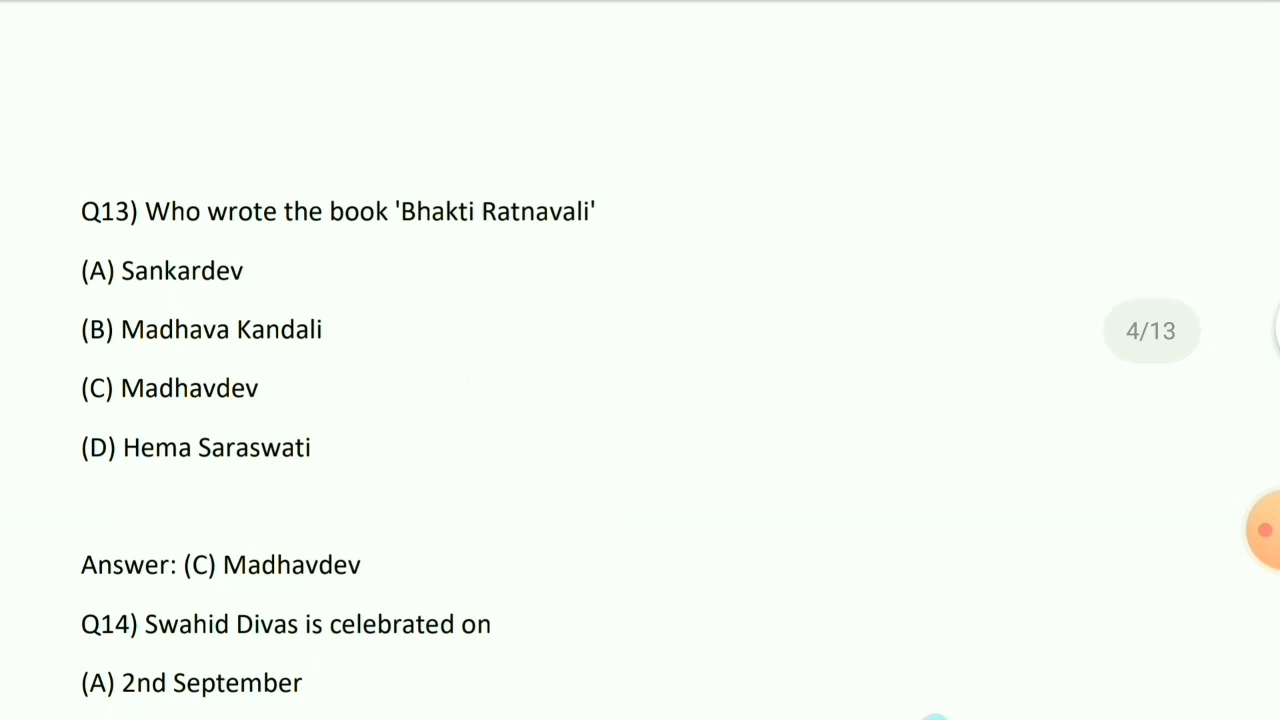 Q13) Who wrote the book 'Bhakti Ratnavali'
(A) Sankardev
(B) Madhava Kandali
(C) Madhavdev
(D) Hema Saraswati
4/13
Answer: (C) Madhavdev
Q14) Swahid Divas is celebrated on
(A) 2nd September